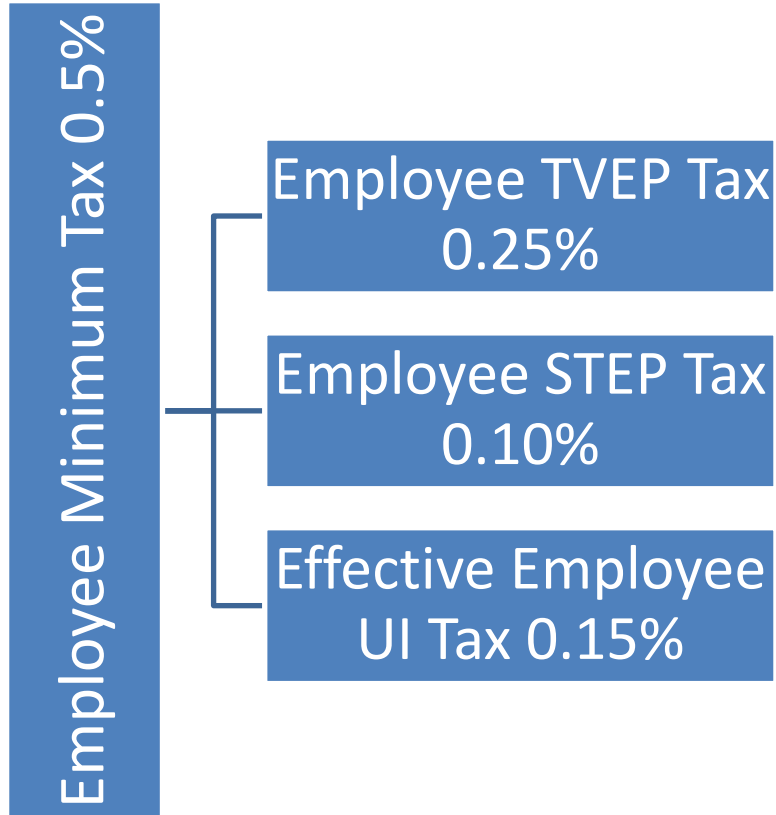 Employee Minimum Tax 0.5%
Employee TVEP Tax
0.25%
Employee STEP Tax
0.10%
Effective Employee
UI Tax 0.15%